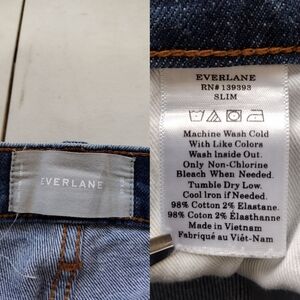 EVERLANE
EVERLANE
RN# 139393
SLIM
Machine Wash Cold
With Like Colors
Wash Inside Out.
Only Non-Chlorine
Bleach When Needed.
Tumble Dry Low.
Cool Iron if Needed.
98% Cotton 2% Elastane.
98% Coton 2% Élasthanne
Made in Vietnam
Fabriqué au Viêt-Nam